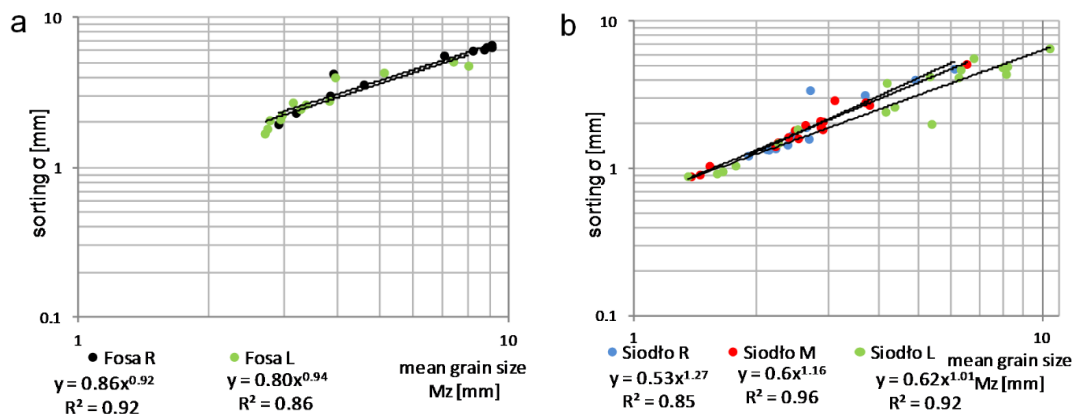 a
10
1
0.1
sorting σ [mm]
1
10
mean grain size
Mz [mm]
Fosa R
Fosa L
y = 0.86x^0.92
R² = 0.92
y = 0.80x^0.94
R² = 0.86
b
10
1
0.1
sorting σ [mm]
1
10
mean grain size
Mz [mm]
Siodło R
Siodło M
Siodło L
y = 0.53x^1.27
R² = 0.85
y = 0.6x^1.16
R² = 0.96
y = 0.62x^1.01
R² = 0.92